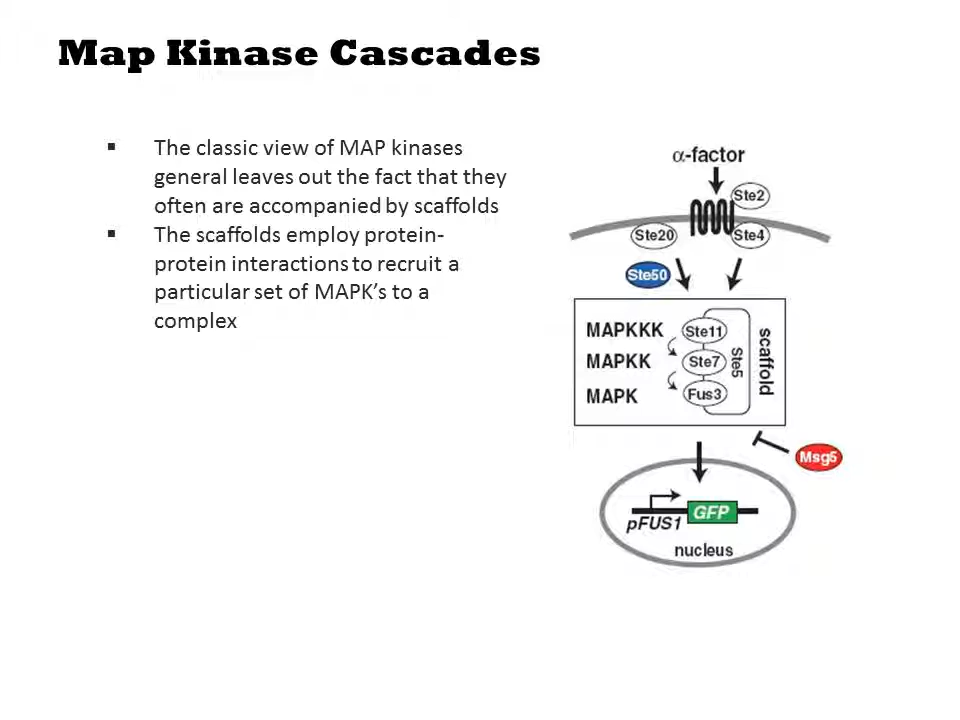 Map Kinase Cascades
▪ The classic view of MAP kinases
general leaves out the fact that they
often are accompanied by scaffolds
▪ The scaffolds employ protein-
protein interactions to recruit a
particular set of MAPK's to a
complex
α-factor
Ste2
Ste20
Ste4
Ste50
MAPKKK
Ste11
MAPKK
Ste7
MAPK
Fus3
Ste5
scaffold
Msg5
pFUS1
GFP
nucleus